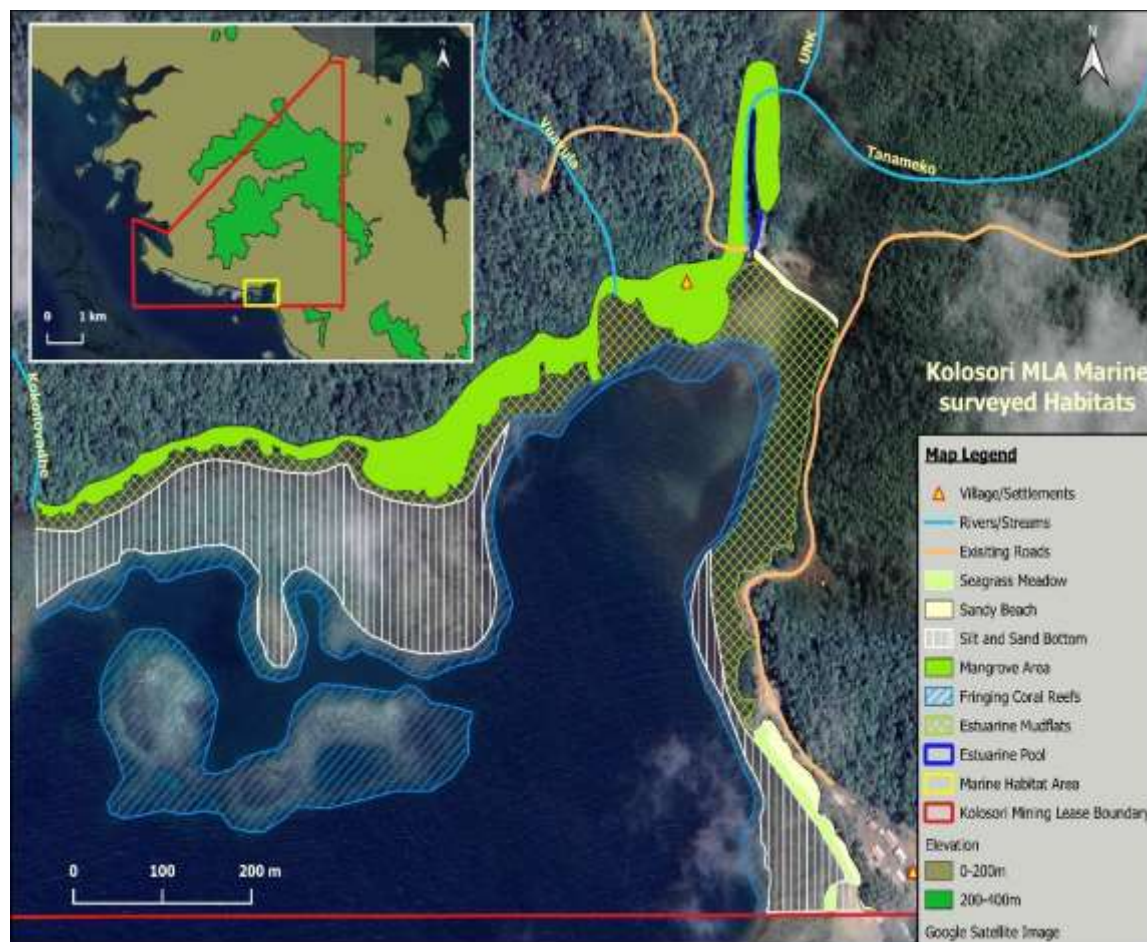 N
0 1 km
UNK
Tanameko
N
Kolosori MLA Marine
surveyed Habitats
Map Legend
Village/Settlements
Rivers/Streams
Exisiting Roads
Seagrass Meadow
Sandy Beach
Silt and Sand Bottom
Mangrove Area
Fringing Coral Reefs
Estuarine Mudflats
Estuarine Pool
Marine Habitat Area
Kolosori Mining Lease Boundary
Elevation
0-200m
200-400m
Google Satellite Image
0 100 200 m